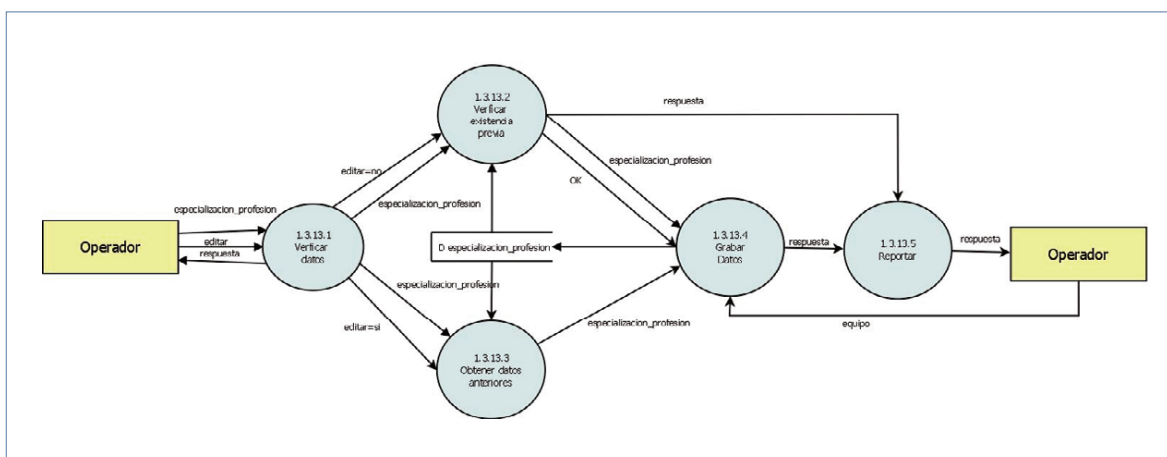 1.3.13.2
Verficar
existencia
previa
respuesta
editar=no
especializacion_profesion
OK
especializacion_profesion
especializacion_profesion
Operador
editar
respuesta
1.3.13.1
Verficar
datos
D especializacion_profesion
1.3.13.4
Grabar
Datos
respuesta
1.3.13.5
Reportar
respuesta
Operador
especializacion_profesion
editar=si
especializacion_profesion
equipo
1.3.13.3
Obtener datos
anteriores